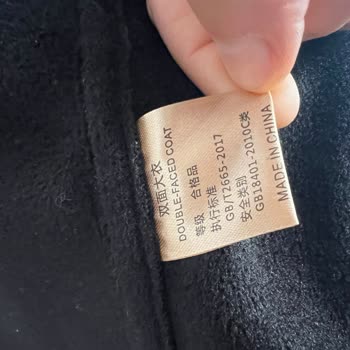 双面大衣
DOUBLE-FACED COAT
等级 合格品
执行标准
GB/T2665-2017
安全类别
GB18401-2010C类
MADE IN CHINA